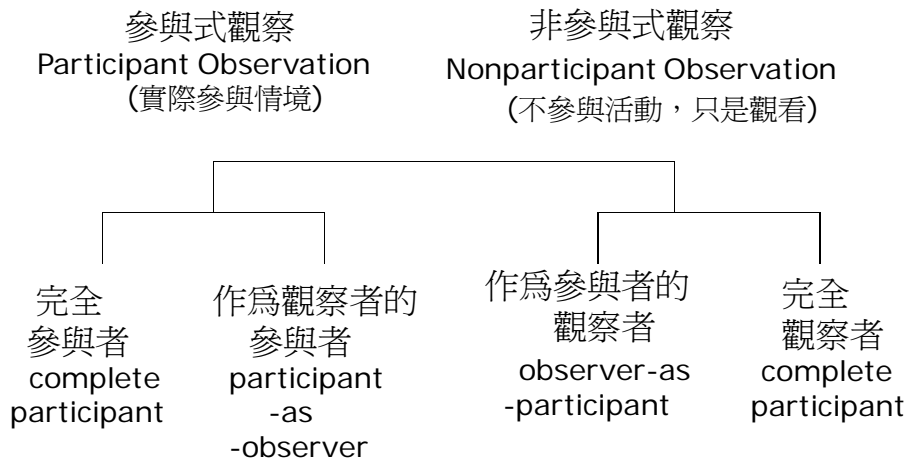 參與式觀察
Participant Observation
(實際參與情境)
非參與式觀察
Nonparticipant Observation
(不參與活動，只是觀看)
完全
參與者
complete
participant
作爲觀察者的
參與者
participant
-as
-observer
作爲參與者的
觀察者
observer-as
-participant
完全
觀察者
complete
participant